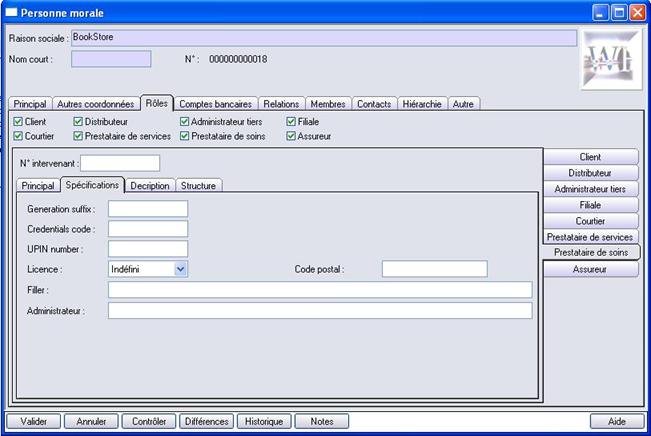 Personne morale
Raison sociale : BookStore
Nom court : N° : 000000000018
Principal Autres coordonnées Rôles Comptes bancaires Relations Membres Contacts Hiérarchie Autre
Client Distributeur Administrateur tiers Filiale
Courtier Prestataire de services Prestataire de soins Assureur
N° intervenant :
Principal Spécifications Decription Structure
Generation suffix :
Credentials code :
UPIN number :
Licence : Indéfini Code postal :
Filler :
Administrateur :
Client
Distributeur
Administrateur tiers
Filiale
Courtier
Prestataire de services
Prestataire de soins
Assureur
Valider Annuler Contrôler Différences Historique Notes Aide